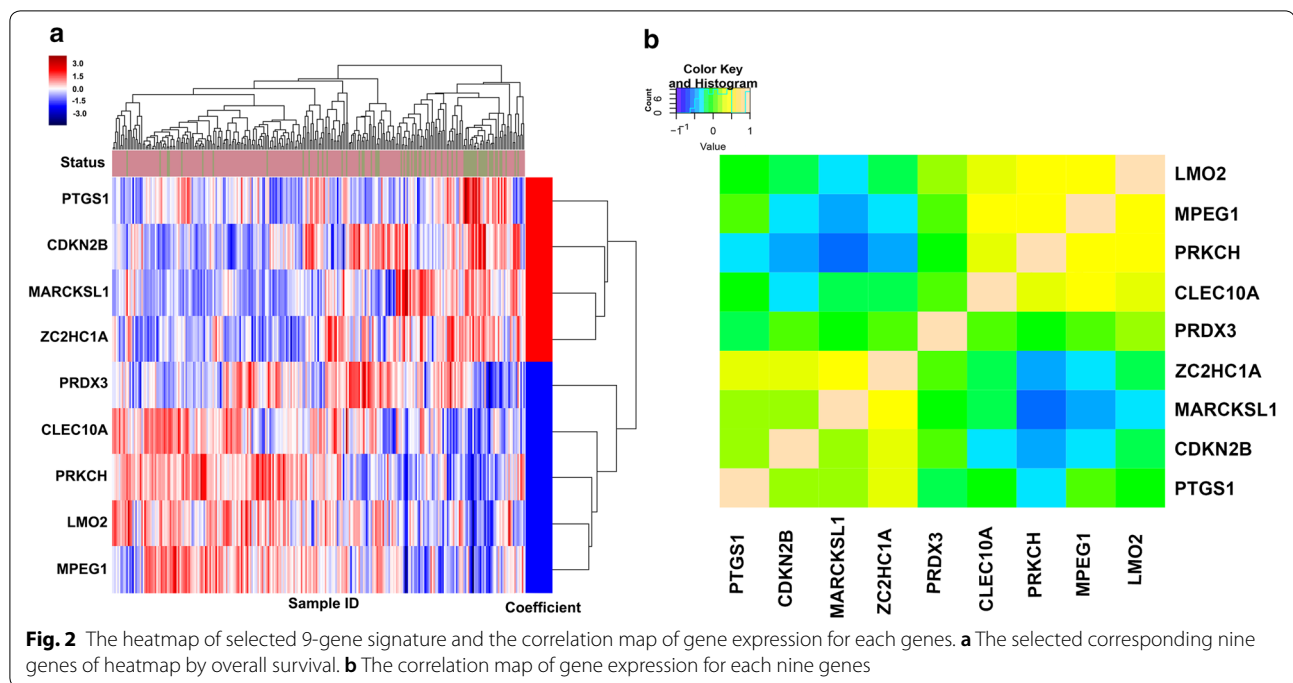 a
3.0
1.5
0.0
-1.5
-3.0
Status
PTGS1
CDKN2B
MARCKSL1
ZC2HC1A
PRDX3
CLEC10A
PRKCH
LMO2
MPEG1
Sample ID
Coefficient
b
Color Key
and Histogram
Count
0 6
−1 −1 0 1
Value
LMO2
MPEG1
PRKCH
CLEC10A
PRDX3
ZC2HC1A
MARCKSL1
CDKN2B
PTGS1
PTGS1
CDKN2B
MARCKSL1
ZC2HC1A
PRDX3
CLEC10A
PRKCH
MPEG1
LMO2
Fig. 2 The heatmap of selected 9-gene signature and the correlation map of gene expression for each genes. a The selected corresponding nine
genes of heatmap by overall survival. b The correlation map of gene expression for each nine genes